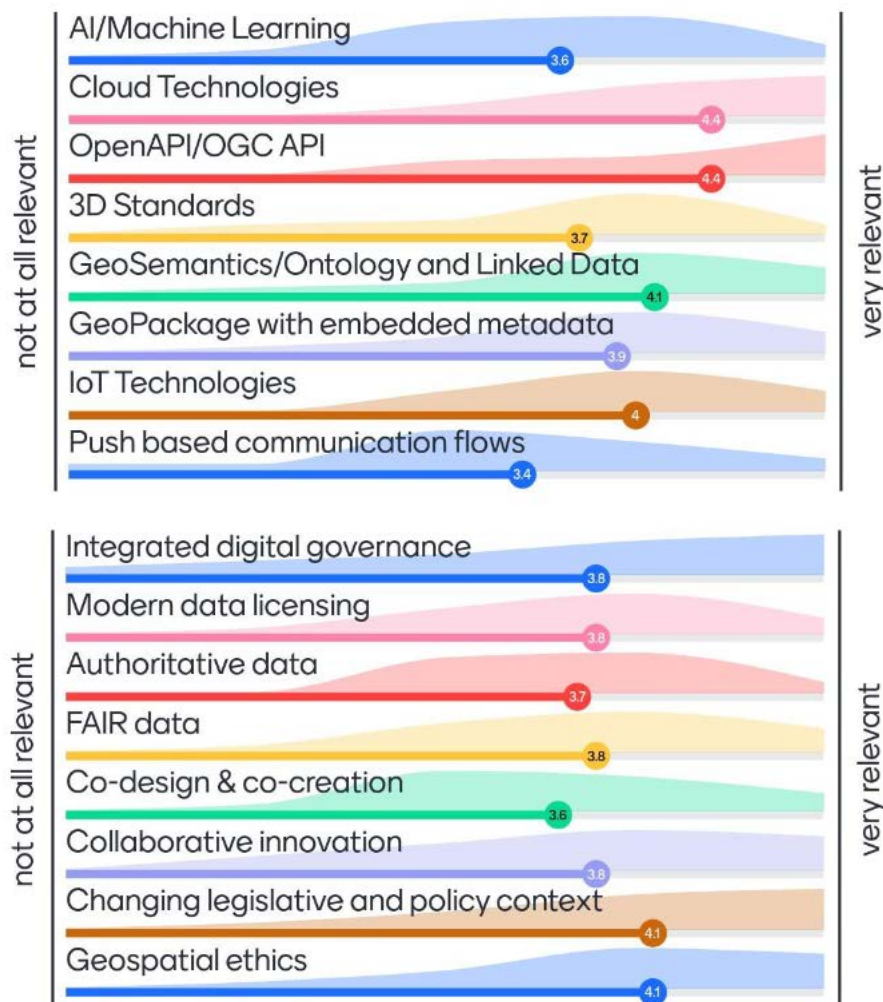 not at all relevant
AI/Machine Learning
3.6
Cloud Technologies
4.4
OpenAPI/OGC API
4.4
3D Standards
3.7
GeoSemantics/Ontology and Linked Data
4.1
GeoPackage with embedded metadata
3.9
IoT Technologies
4
Push based communication flows
3.4
very relevant
not at all relevant
Integrated digital governance
3.8
Modern data licensing
3.8
Authoritative data
3.7
FAIR data
3.8
Co-design & co-creation
3.6
Collaborative innovation
3.8
Changing legislative and policy context
4.1
Geospatial ethics
4.1
very relevant